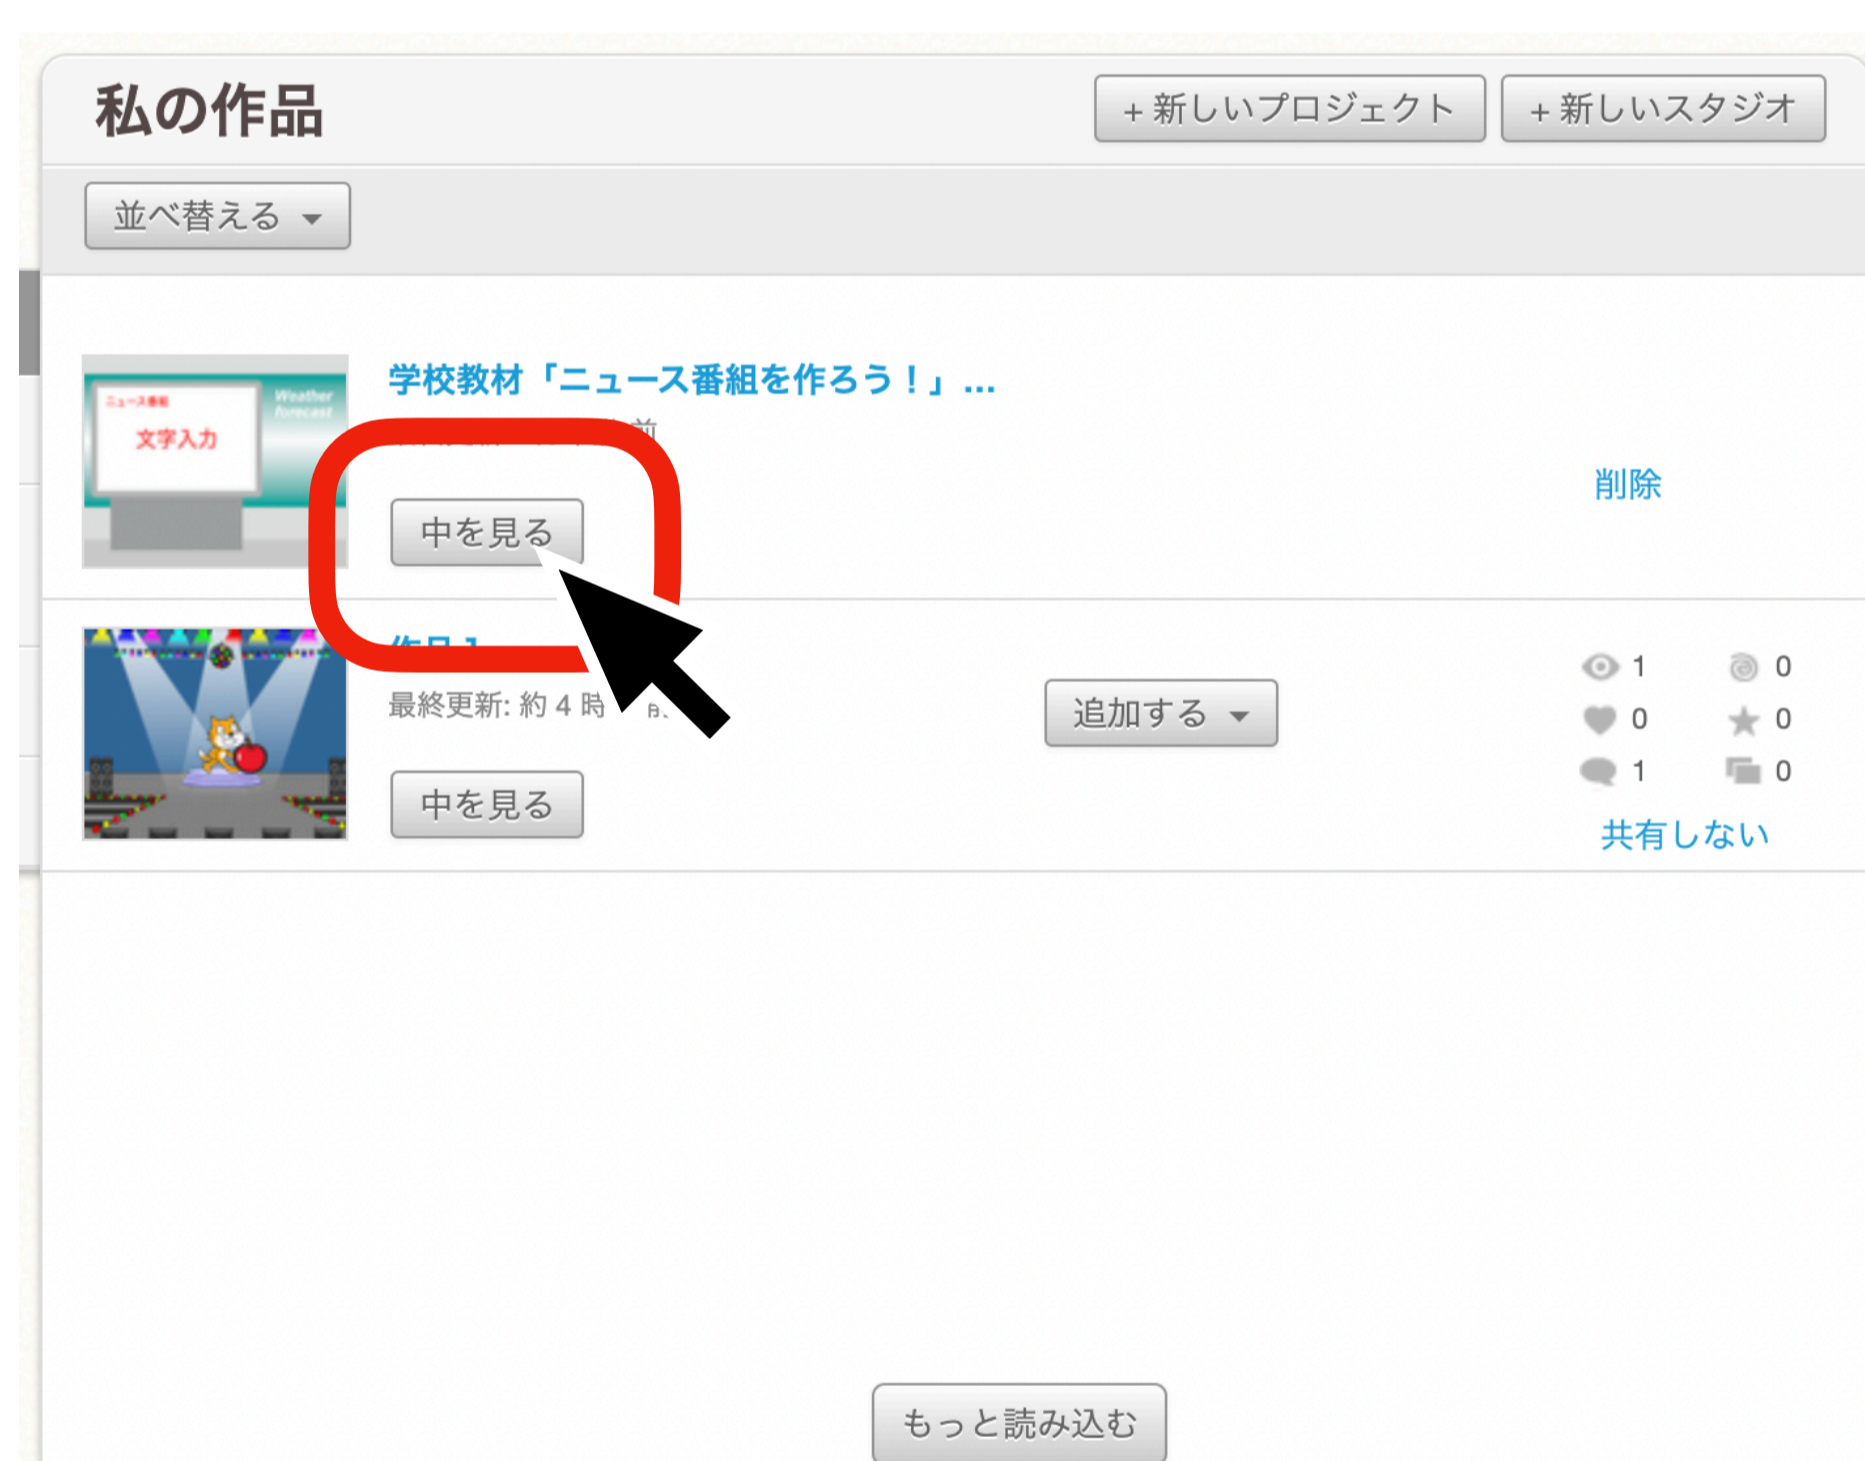 私の作品
+ 新しいプロジェクト
+ 新しいスタジオ
並べ替える
ニュース番組
文字入力
Weather
forecast
学校教材「ニュース番組を作ろう！」...
前
中を見る
削除
作品
最終更新: 約 4 時
中を見る
追加する
1
0
0
0
1
0
共有しない
もっと読み込む